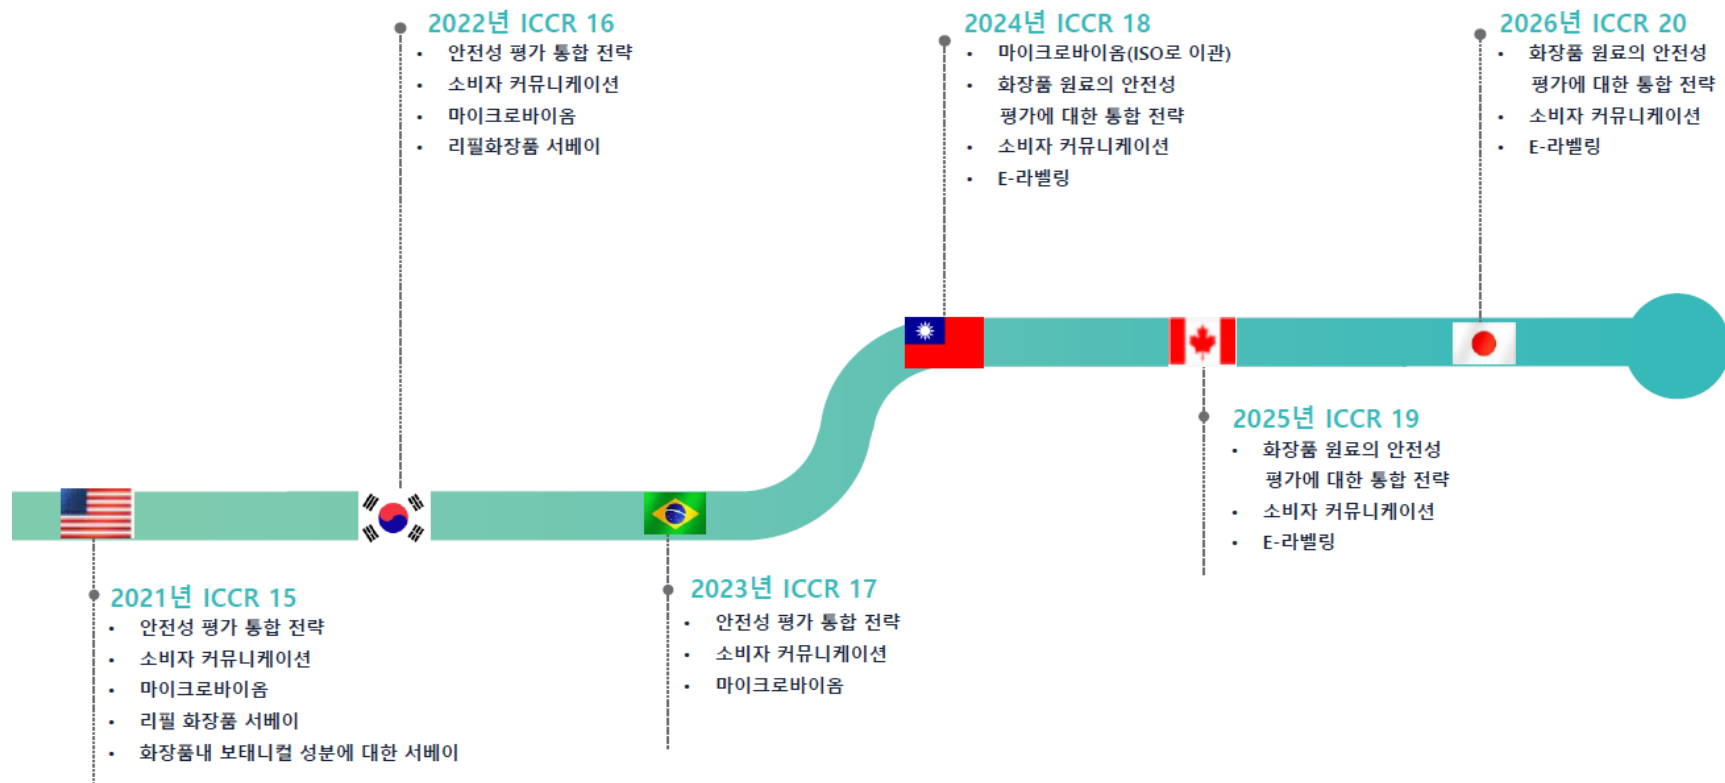 2022년 ICCR 16
• 안전성 평가 통합 전략
• 소비자 커뮤니케이션
• 마이크로바이옴
• 리필화장품 서베이
2024년 ICCR 18
• 마이크로바이옴(ISO로 이관)
• 화장품 원료의 안전성
평가에 대한 통합 전략
• 소비자 커뮤니케이션
• E-라벨링
2026년 ICCR 20
• 화장품 원료의 안전성
평가에 대한 통합 전략
• 소비자 커뮤니케이션
• E-라벨링
2021년 ICCR 15
• 안전성 평가 통합 전략
• 소비자 커뮤니케이션
• 마이크로바이옴
• 리필 화장품 서베이
• 화장품내 보태니컬 성분에 대한 서베이
2023년 ICCR 17
• 안전성 평가 통합 전략
• 소비자 커뮤니케이션
• 마이크로바이옴
2025년 ICCR 19
• 화장품 원료의 안전성
평가에 대한 통합 전략
• 소비자 커뮤니케이션
• E-라벨링